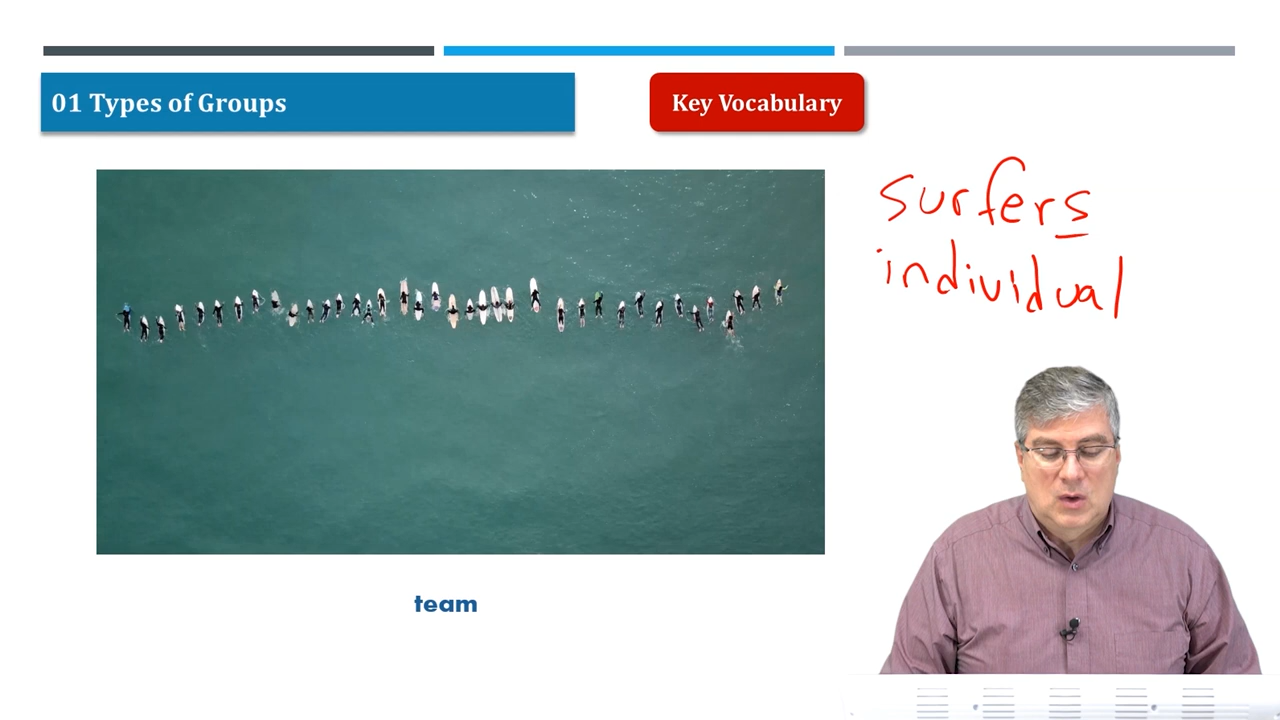 01 Types of Groups
Key Vocabulary
surfers
individual
team